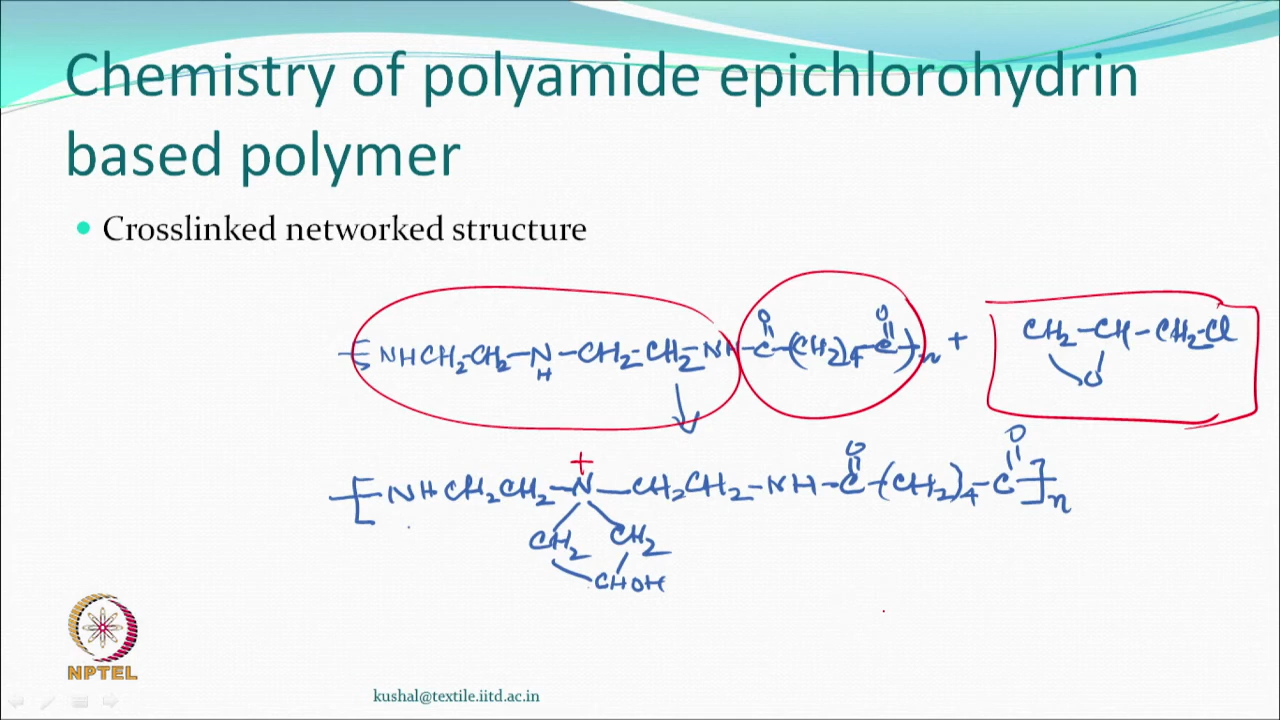 Chemistry of polyamide epichlorohydrin
based polymer
Crosslinked networked structure
O O
-[ NHCH₂-CH₂-N-CH₂-CH₂-NH-C-(CH₂)₄-C-)n + CH₂-CH-CH₂-Cl
H
O
+
O O
-[ NHCH₂CH₂-N-CH₂CH₂-NH-C-(CH₂)₄-C-]n
CH₂ CH₂
CHOH
NPTEL
kushal@textile.iitd.ac.in